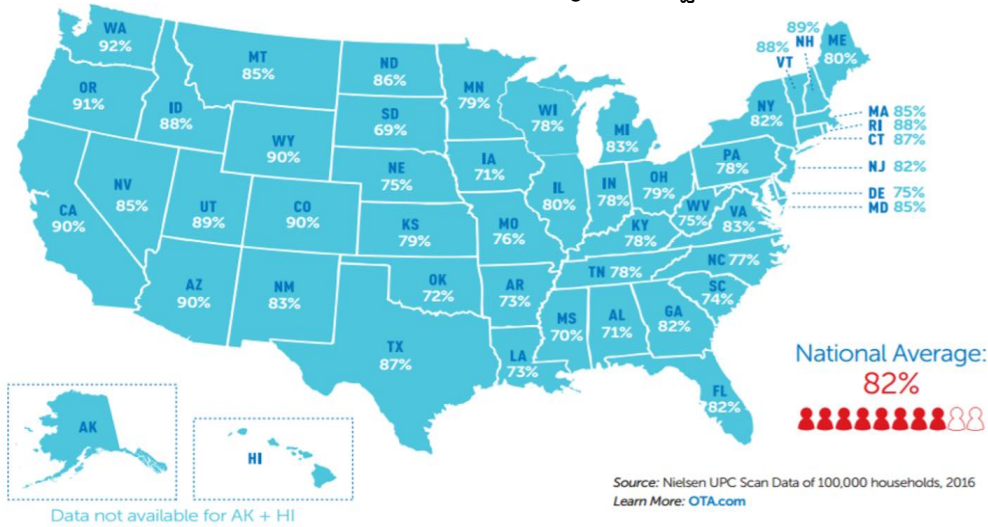 WA
92%
OR
91%
CA
90%
NV
85%
ID
88%
MT
85%
WY
90%
UT
89%
CO
90%
AZ
90%
NM
83%
ND
86%
SD
69%
NE
75%
KS
79%
OK
72%
TX
87%
MN
79%
IA
71%
MO
76%
AR
73%
LA
73%
WI
78%
IL
80%
MI
83%
IN
78%
OH
79%
KY
78%
TN 78%
MS
70%
AL
71%
GA
82%
FL
82%
SC
74%
NC 77%
VA
83%
WV
75%
PA
78%
NY
82%
88%
VT
89%
NH
ME
80%
MA 85%
RI 88%
CT 87%
NJ 82%
DE 75%
MD 85%
AK
HI
Data not available for AK + HI
National Average:
82%
Source: Nielsen UPC Scan Data of 100,000 households, 2016
Learn More: OTA.com